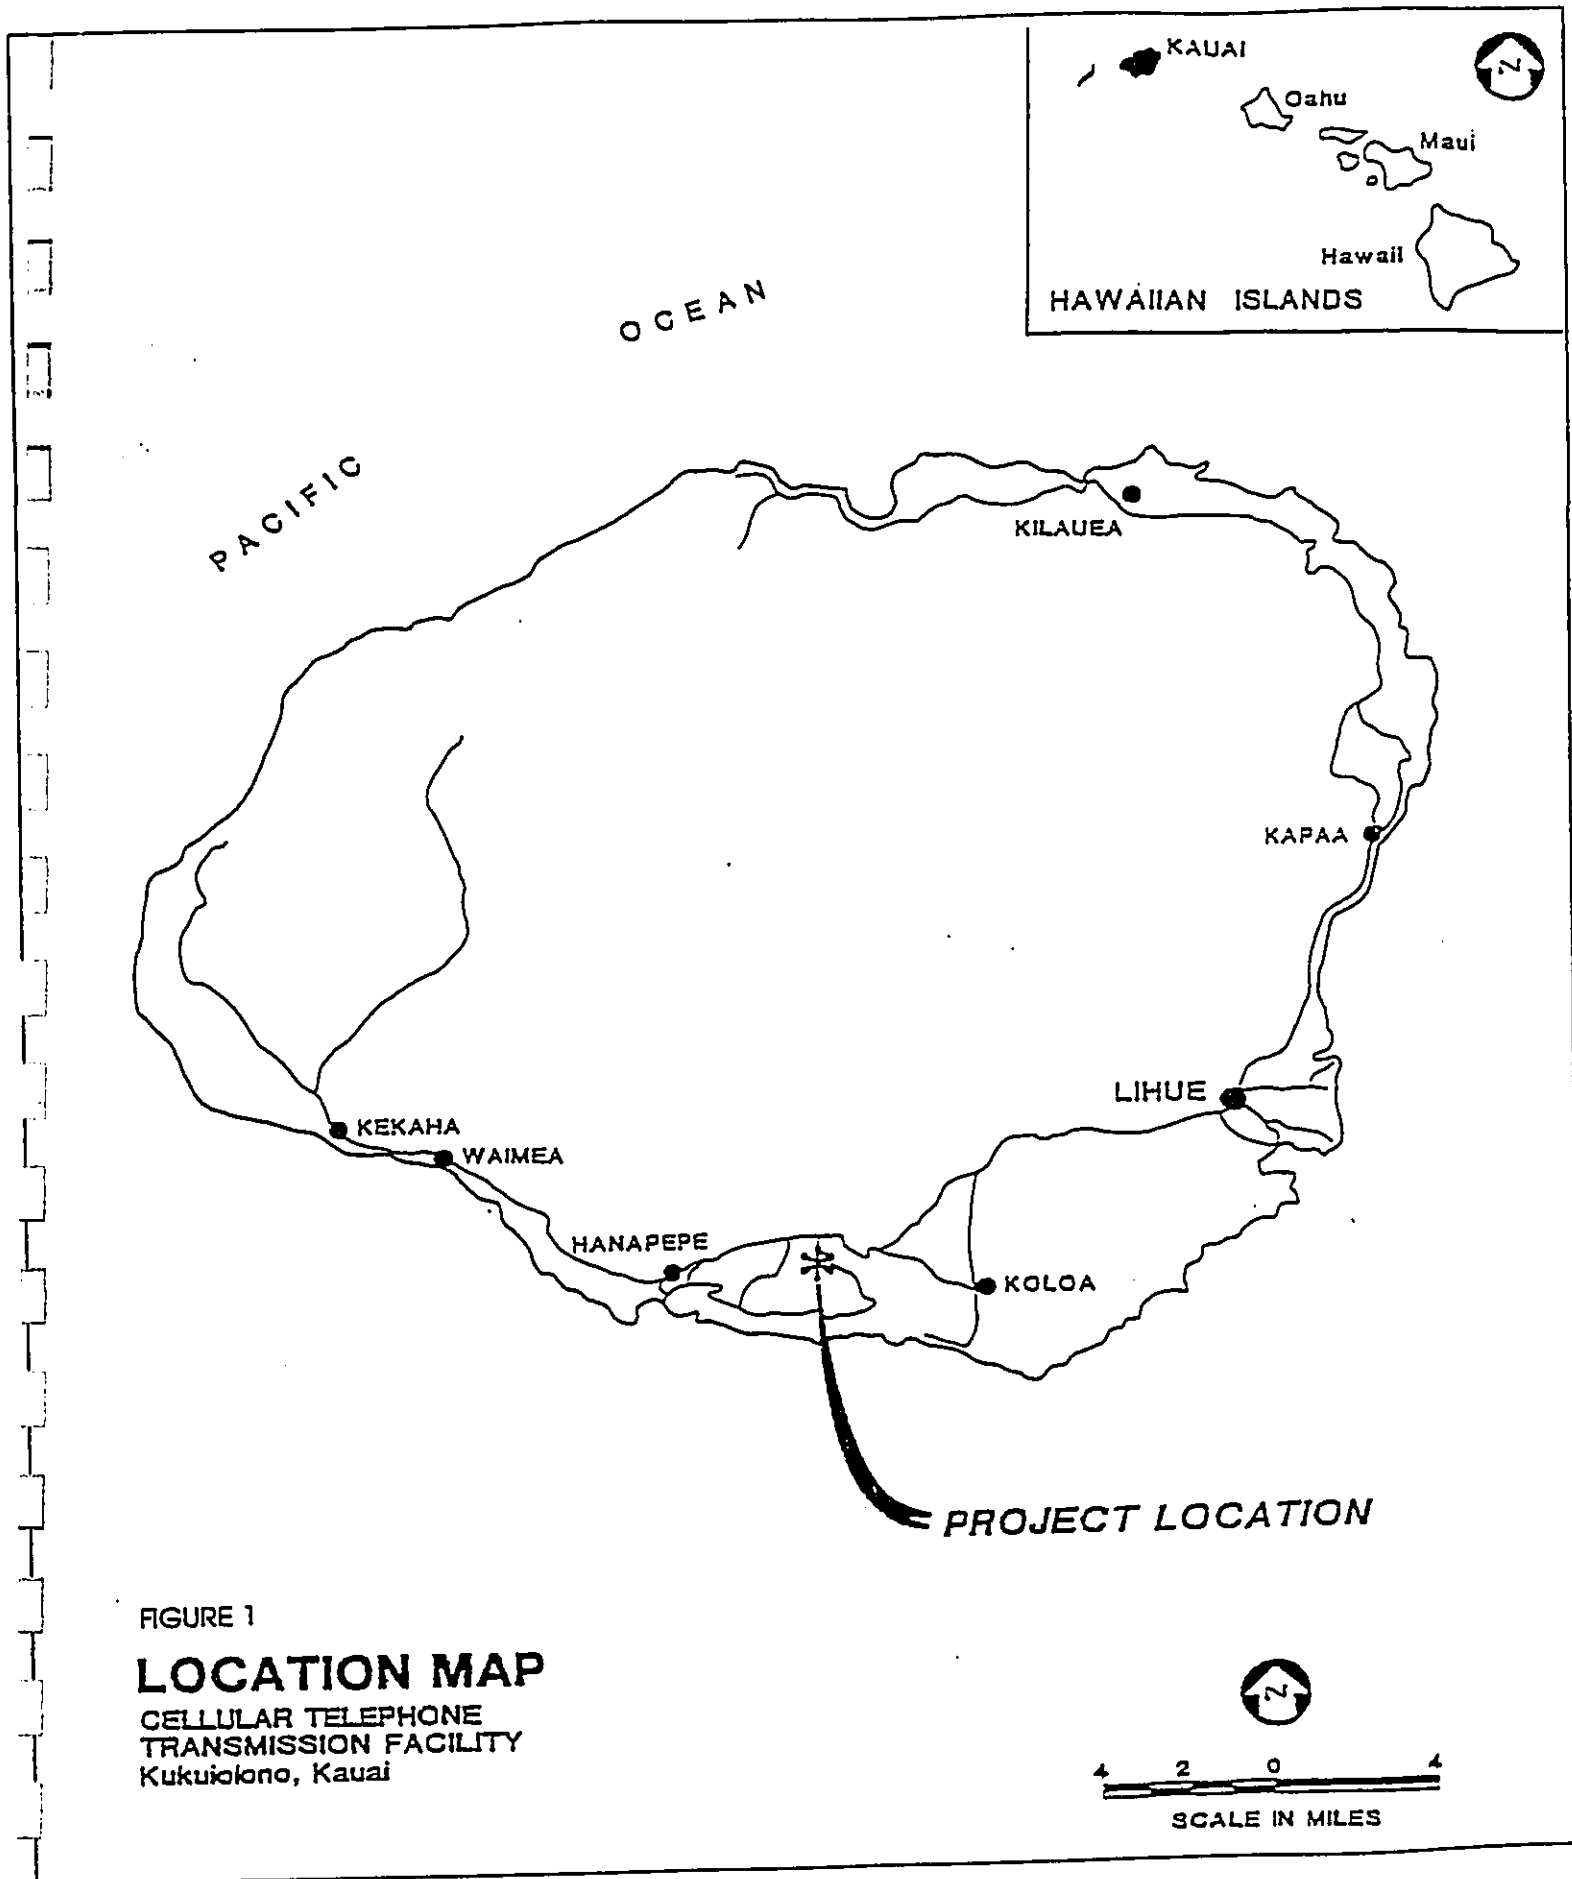 KAUAI
Oahu
Maui
Hawaii
HAWAIIAN ISLANDS
N
PACIFIC OCEAN
KILAUEA
KAPAA
LIHUE
KEKAHA
WAIMEA
HANAPEPE
KOLOA
PROJECT LOCATION
FIGURE 1
LOCATION MAP
CELLULAR TELEPHONE
TRANSMISSION FACILITY
Kukuiolono, Kauai
N
4 2 0 4
SCALE IN MILES